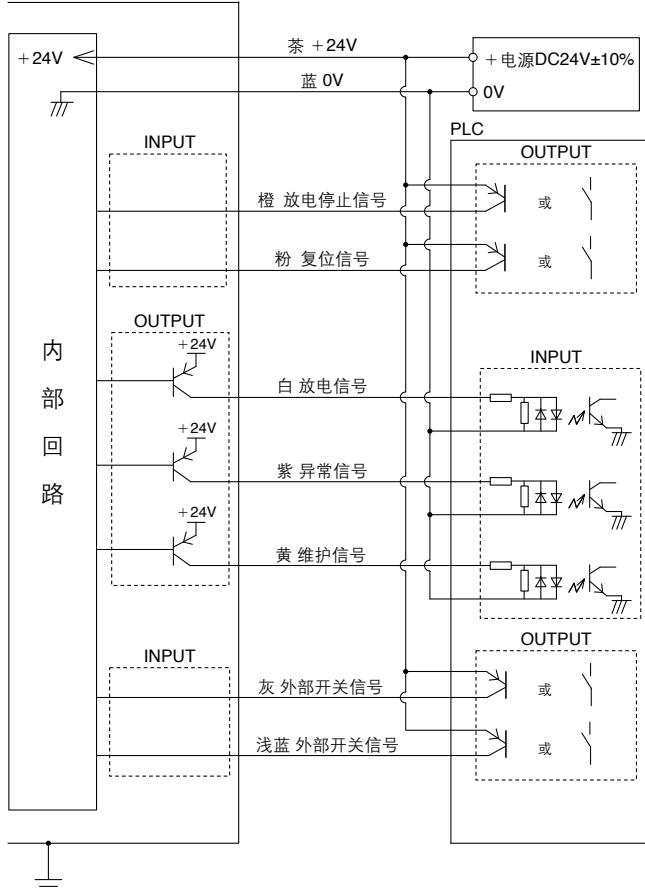 +24V
茶 +24V
+电源DC24V±10%
蓝 0V
0V
PLC
INPUT
OUTPUT
橙 放电停止信号
或
粉 复位信号
或
OUTPUT
+24V
INPUT
白 放电信号
+24V
紫 异常信号
+24V
黄 维护信号
内
部
回
路
INPUT
OUTPUT
灰 外部开关信号
或
浅蓝 外部开关信号
或